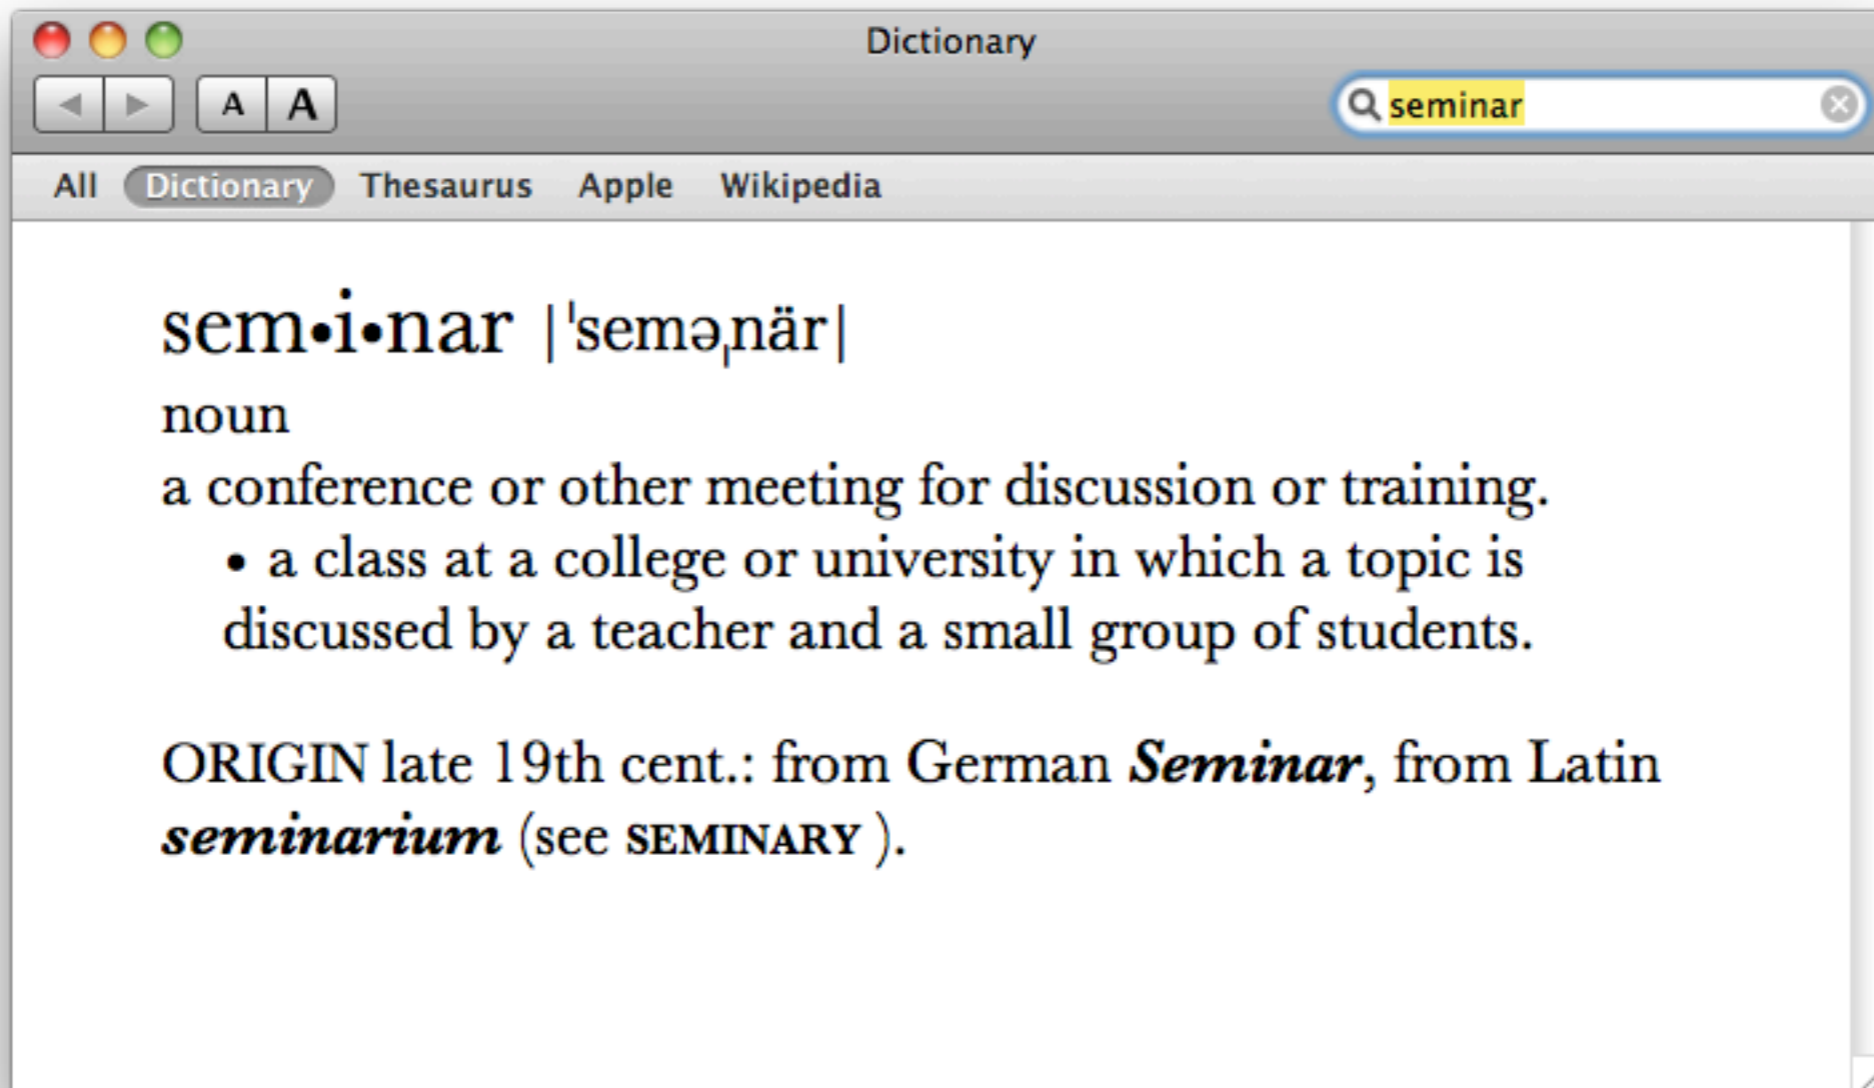 Dictionary
A A
seminar
All Dictionary Thesaurus Apple Wikipedia
sem•i•nar |ˈseməˌnär|
noun
a conference or other meeting for discussion or training.
• a class at a college or university in which a topic is
discussed by a teacher and a small group of students.
ORIGIN late 19th cent.: from German Seminar, from Latin
seminarium (see SEMINARY ).